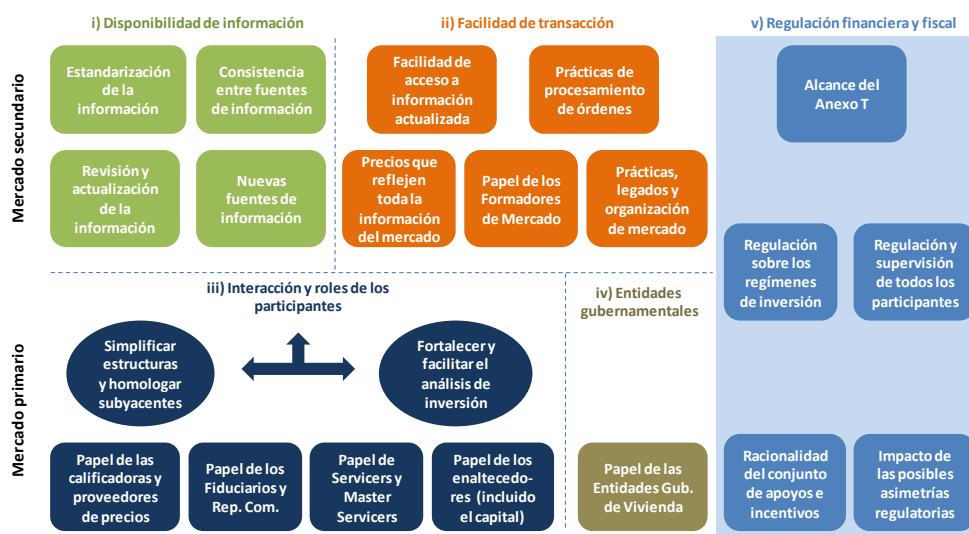 i) Disponibilidad de información
ii) Facilidad de transacción
v) Regulación financiera y fiscal
Mercado secundario
Estandarización
de la
información
Consistencia
entre fuentes
de información
Facilidad de
acceso a
información
actualizada
Prácticas de
procesamiento
de órdenes
Alcance del
Anexo T
Revisión y
actualización
de la
información
Nuevas
fuentes de
información
Precios que
reflejen
toda la
información
del mercado
Papel de los
Formadores
de Mercado
Prácticas,
legados y
organización
de mercado
Regulación
sobre los
regímenes
de inversión
Regulación y
supervisión
de todos los
participantes
Mercado primario
iii) Interacción y roles de los
participantes
iv) Entidades
gubernamentales
Simplificar
estructuras
y homologar
subyacentes
Fortalecer y
facilitar el
análisis de
inversión
Papel de las
calificadoras y
proveedores
de precios
Papel de los
Fiduciarios y
Rep. Com.
Papel de
Servicers y
Master
Servicers
Papel de los
enaltecedo-
res (incluido
el capital)
Papel de las
Entidades Gub.
de Vivienda
Racionalidad
del conjunto
de apoyos e
incentivos
Impacto de
las posibles
asimetrías
regulatorias